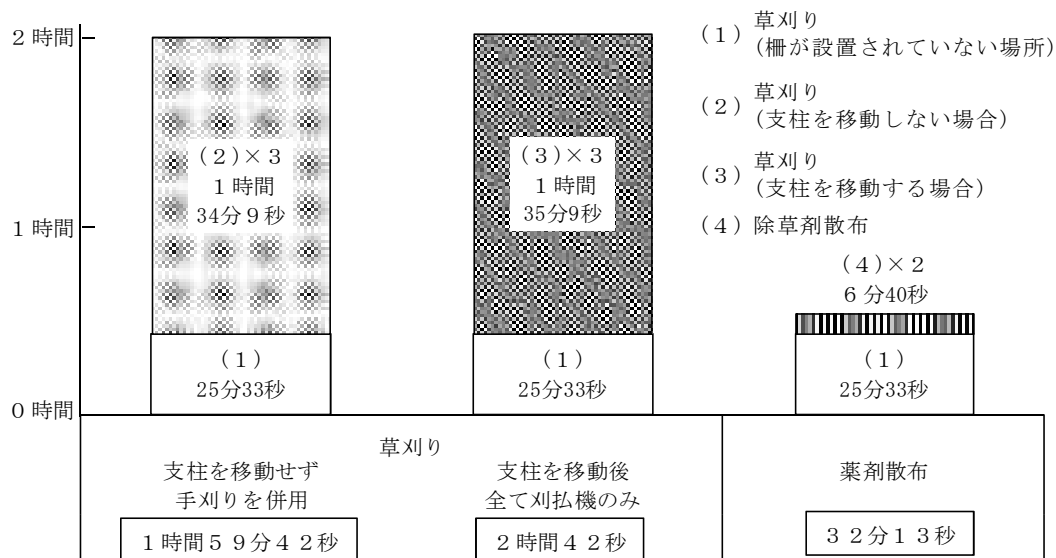 2時間
1時間
0時間
(2)×3
1時間
34分9秒
(1)
25分33秒
(3)×3
1時間
35分9秒
(1)
25分33秒
(1) 草刈り
(柵が設置されていない場所)
(2) 草刈り
(支柱を移動しない場合)
(3) 草刈り
(支柱を移動する場合)
(4) 除草剤散布
(4)×2
6分40秒
(1)
25分33秒
草刈り
支柱を移動せず
手刈りを併用
1時間59分42秒
支柱を移動後
全て刈払機のみ
2時間42秒
薬剤散布
32分13秒